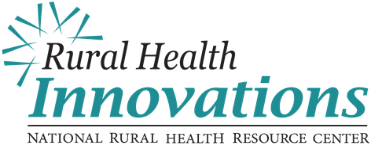 Rural Health
Innovations
NATIONAL RURAL HEALTH RESOURCE CENTER